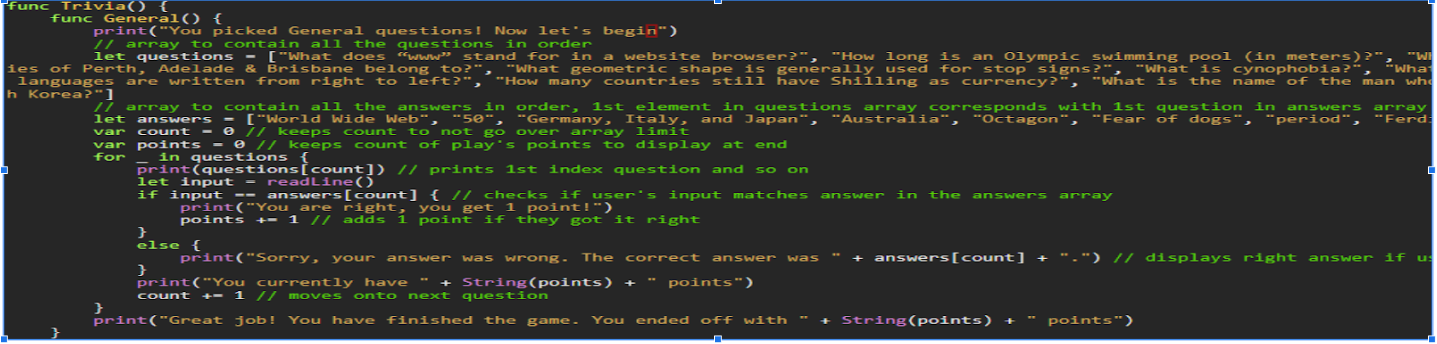 func Trivia() {
func General() {
print("You picked General questions! Now let's begin")
// array to contain all the questions in order
let questions = ["What does “www” stand for in a website browser?", "How long is an Olympic swimming pool (in meters)?", "Wh
ies of Perth, Adelade & Brisbane belong to?", "What geometric shape is generally used for stop signs?", "What is cynophobia?", "What
languages are written from right to left?", "How many countries still have Shilling as currency?", "What is the name of the man who
h Korea?"]
// array to contain all the answers in order, 1st element in questions array corresponds with 1st question in answers array
let answers = ["World Wide Web", "50", "Germany, Italy, and Japan", "Australia", "Octagon", "Fear of dogs", "period", "Ferdi
var count = 0 // keeps count to not go over array limit
var points = 0 // keeps count of play's points to display at end
for _ in questions {
print(questions[count]) // prints 1st index question and so on
let input = readLine()
if input == answers[count] { // checks if user's input matches answer in the answers array
print("You are right, you get 1 point!")
points += 1 // adds 1 point if they got it right
}
else {
print("Sorry, your answer was wrong. The correct answer was " + answers[count] + ".") // displays right answer if us
}
print("You currently have " + String(points) + " points")
count += 1 // moves onto next question
}
print("Great job! You have finished the game. You ended off with " + String(points) + " points")
}